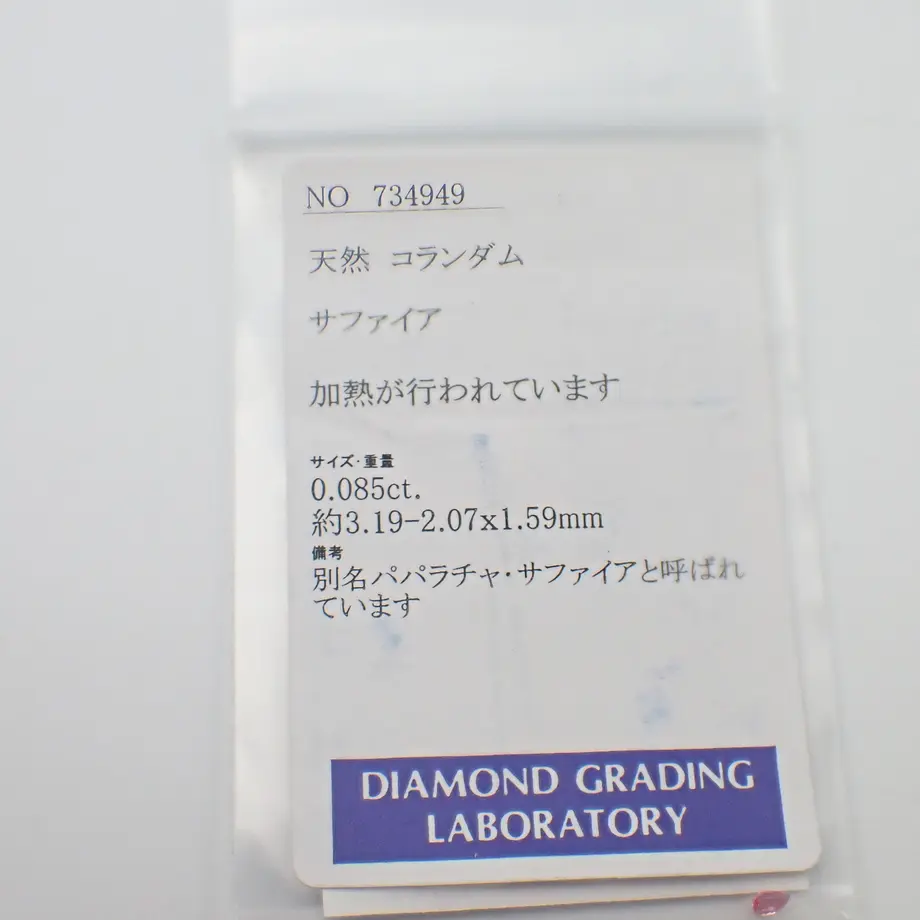 NO 734949
天然 コランダム
サファイア
加熱が行われています
サイズ・重量
0.085ct.
約3.19-2.07x1.59mm
備考
別名パパラチャ・サファイアと呼ばれ
ています
DIAMOND GRADING
LABORATORY